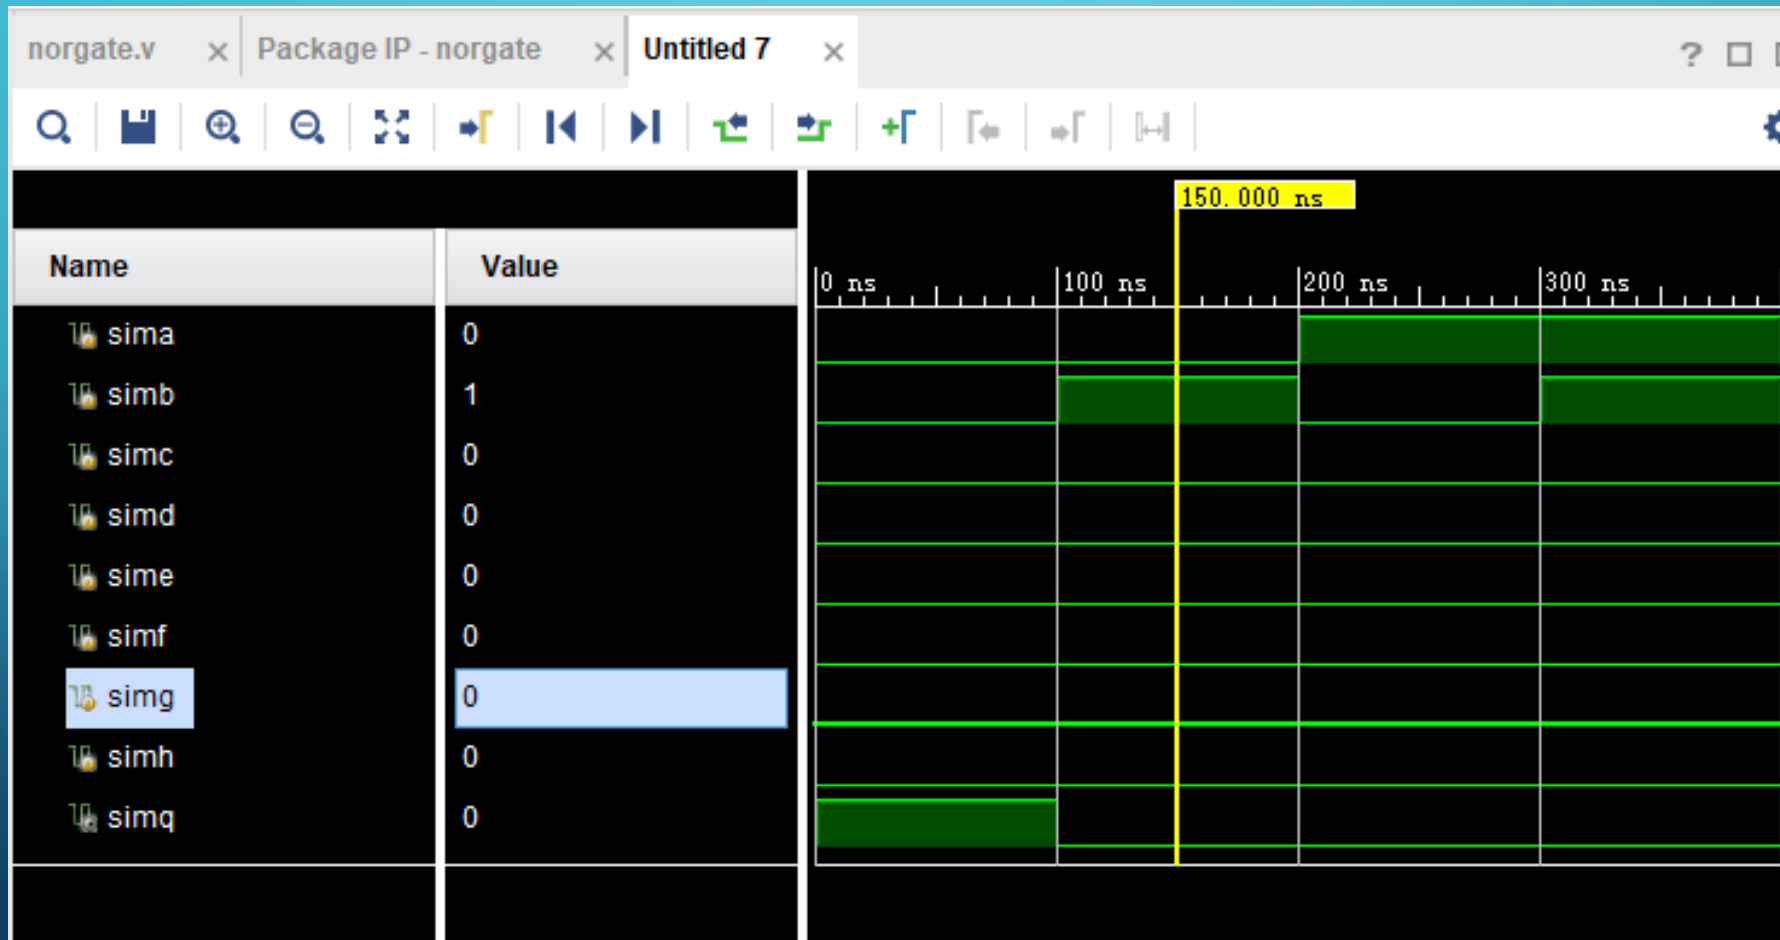 norgate.v Package IP - norgate Untitled 7
?
150.000 ns
Name Value
0 ns 100 ns 200 ns 300 ns
sima 0
simb 1
simc 0
simd 0
sime 0
simf 0
simg 0
simh 0
simq 0